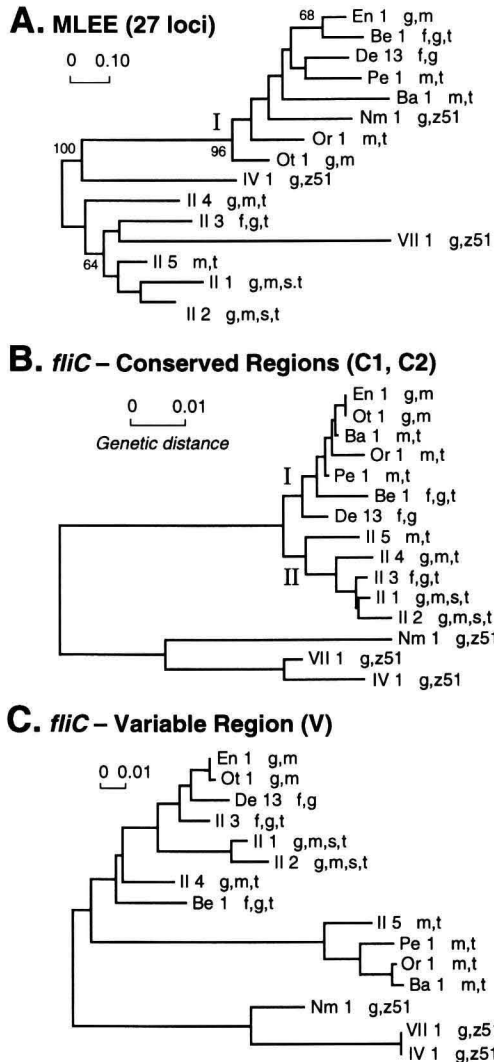 A. MLEE (27 loci)
0 0.10
68
En 1 g,m
Be 1 f,g,t
De 13 f,g
Pe 1 m,t
Ba 1 m,t
I
Nm 1 g,z51
100
96
Or 1 m,t
Ot 1 g,m
IV 1 g,z51
II 4 g,m,t
II 3 f,g,t
VII 1 g,z51
64
II 5 m,t
II 1 g,m,s.t
II 2 g,m,s,t
B. fliC – Conserved Regions (C1, C2)
0 0.01
Genetic distance
En 1 g,m
Ot 1 g,m
Ba 1 m,t
Or 1 m,t
I
Pe 1 m,t
Be 1 f,g,t
De 13 f,g
II 5 m,t
II
II 4 g,m,t
II 3 f,g,t
II 1 g,m,s,t
II 2 g,m,s,t
Nm 1 g,z51
VII 1 g,z51
IV 1 g,z51
C. fliC – Variable Region (V)
0 0.01
En 1 g,m
Ot 1 g,m
De 13 f,g
II 3 f,g,t
II 1 g,m,s,t
II 2 g,m,s,t
II 4 g,m,t
Be 1 f,g,t
II 5 m,t
Pe 1 m,t
Or 1 m,t
Ba 1 m,t
Nm 1 g,z51
VII 1 g,z51
IV 1 g,z51